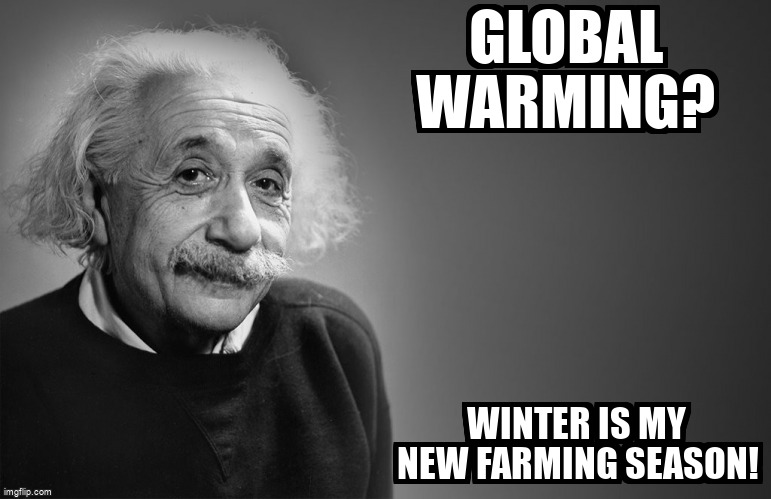 GLOBAL
WARMING?
WINTER IS MY
NEW FARMING SEASON!
imgflip.com